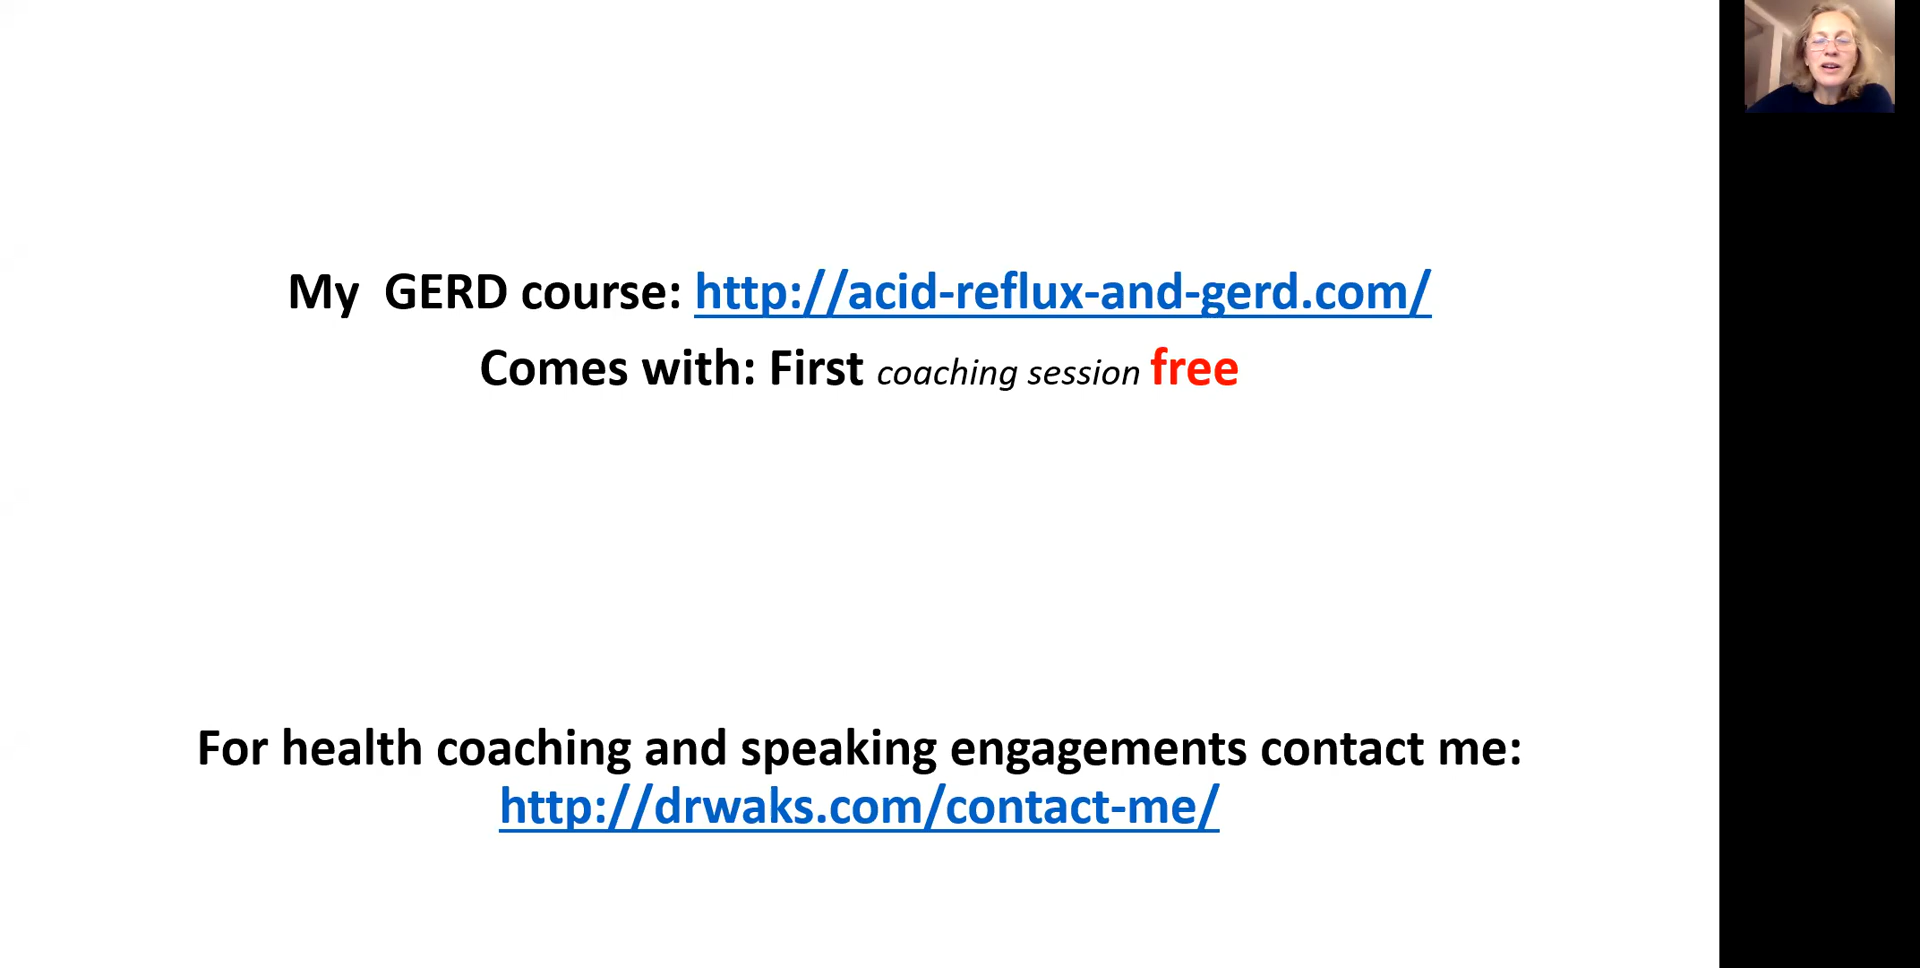 My  GERD course: http://acid-reflux-and-gerd.com/
Comes with: First coaching session free
For health coaching and speaking engagements contact me:
http://drwaks.com/contact-me/